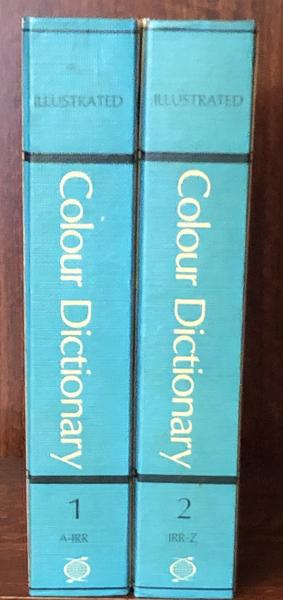 ILLUSTRATED
Colour Dictionary
1
A-IRR
ILLUSTRATED
Colour Dictionary
2
IRR-Z